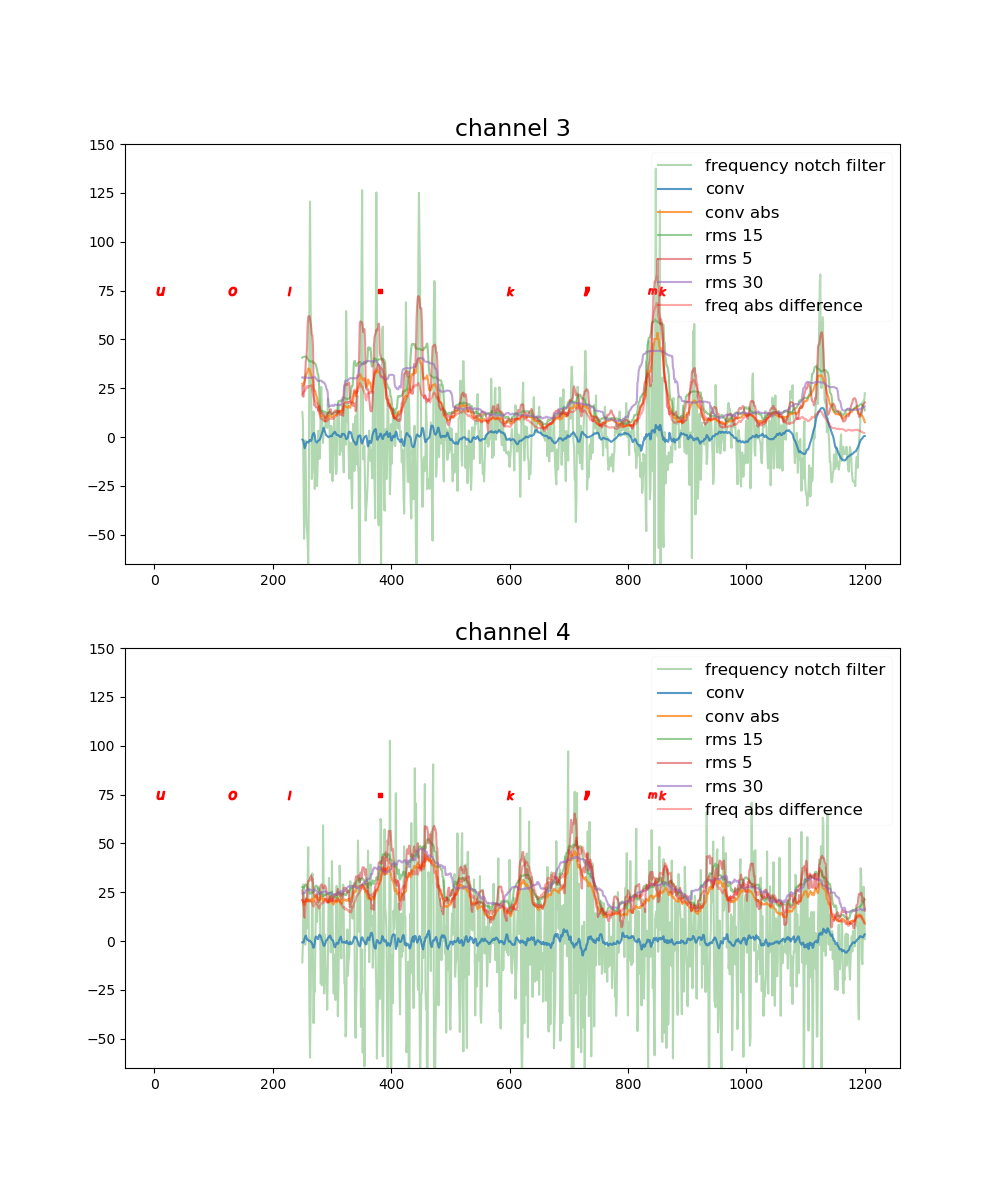 channel 3
150
125
100
75
50
25
0
−25
−50
frequency notch filter
conv
conv abs
rms 15
rms 5
rms 30
freq abs difference
u o l . k mk
0 200 400 600 800 1000 1200
channel 4
150
125
100
75
50
25
0
−25
−50
frequency notch filter
conv
conv abs
rms 15
rms 5
rms 30
freq abs difference
u o l . k mk
0 200 400 600 800 1000 1200